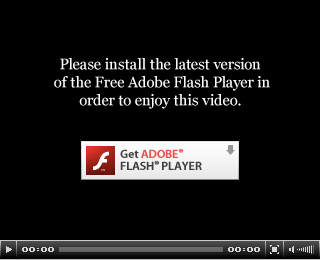 Please install the latest version
of the Free Adobe Flash Player in
order to enjoy this video.
Get ADOBE®
FLASH® PLAYER
00:00 00:00